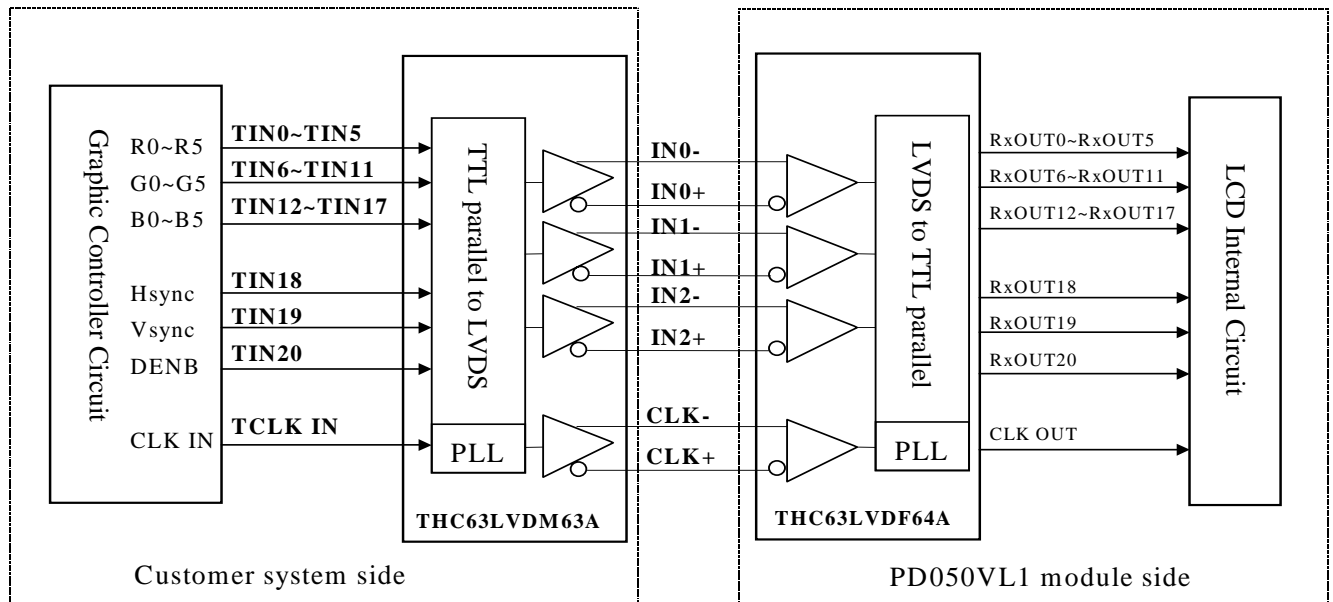 Graphic Controller Circuit
R0~R5
G0~G5
B0~B5
Hsync
Vsync
DENB
CLK IN
TIN0~TIN5
TIN6~TIN11
TIN12~TIN17
TIN18
TIN19
TIN20
TCLK IN
TTL parallel to LVDS
PLL
THC63LVDM63A
IN0-
IN0+
IN1-
IN1+
IN2-
IN2+
CLK-
CLK+
LVDS to TTL parallel
PLL
THC63LVDF64A
RxOUT0~RxOUT5
RxOUT6~RxOUT11
RxOUT12~RxOUT17
RxOUT18
RxOUT19
RxOUT20
CLK OUT
LCD Internal Circuit
Customer system side
PD050VL1 module side